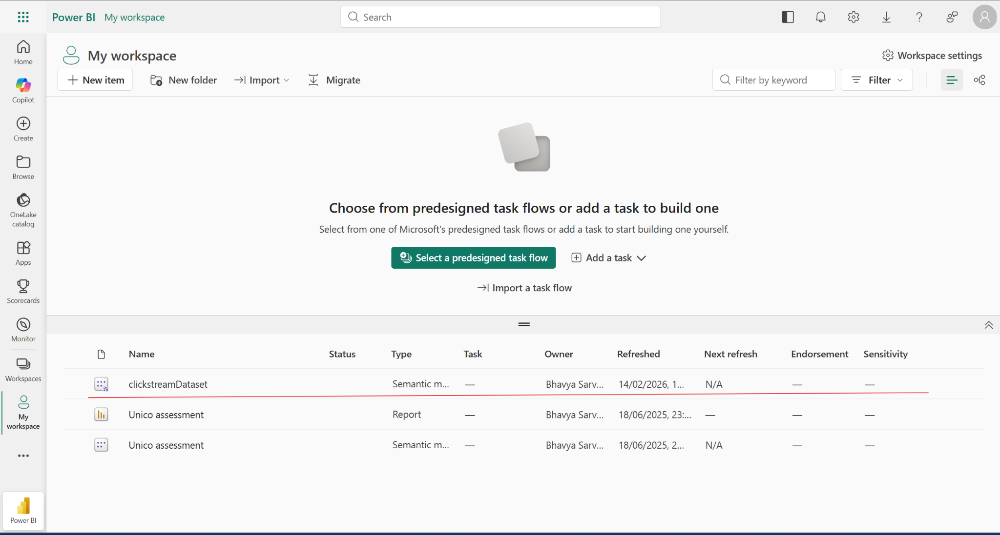 Power BI My workspace Search
Home
Copilot
Create
Browse
OneLake
catalog
Apps
Scorecards
Monitor
Workspaces
My
workspace
Power BI
My workspace
Workspace settings
New item New folder Import Migrate Filter by keyword Filter
Choose from predesigned task flows or add a task to build one
Select from one of Microsoft's predesigned task flows or add a task to start building one yourself.
Select a predesigned task flow Add a task
Import a task flow
Name Status Type Task Owner Refreshed Next refresh Endorsement Sensitivity
clickstreamDataset Semantic m... — Bhavya Sarv... 14/02/2026, 1... N/A — —
Unico assessment Report — Bhavya Sarv... 18/06/2025, 23:... — — —
Unico assessment Semantic m... — Bhavya Sarv... 18/06/2025, 2... N/A — —